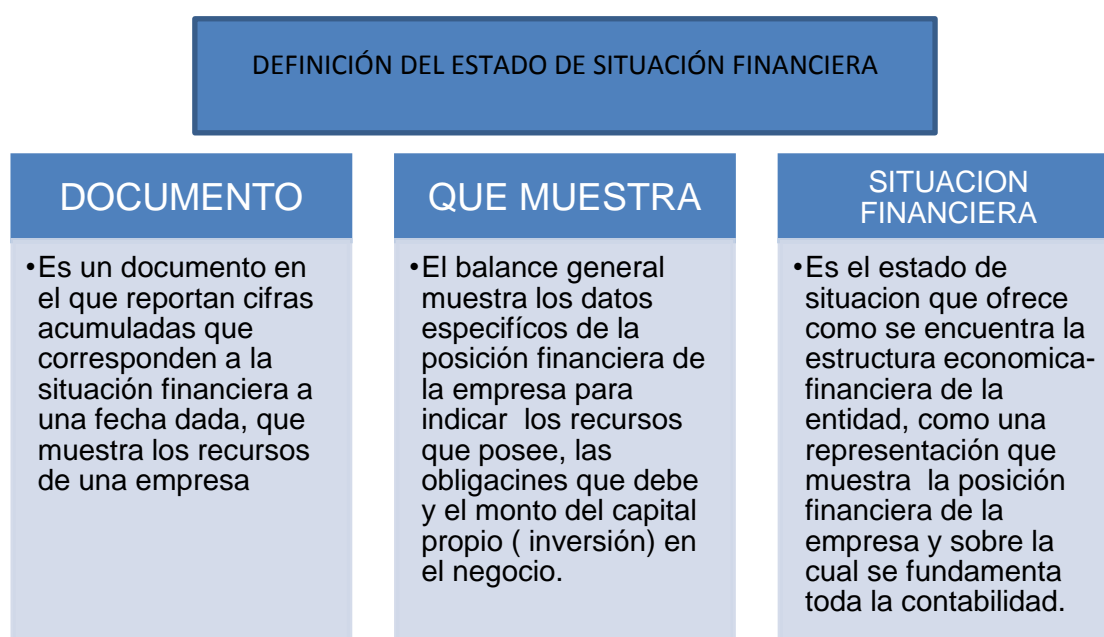 DEFINICIÓN DEL ESTADO DE SITUACIÓN FINANCIERA
DOCUMENTO
•Es un documento en
el que reportan cifras
acumuladas que
corresponden a la
situación financiera a
una fecha dada, que
muestra los recursos
de una empresa
QUE MUESTRA
•El balance general
muestra los datos
especifícos de la
posición financiera de
la empresa para
indicar los recursos
que posee, las
obligacines que debe
y el monto del capital
propio ( inversión) en
el negocio.
SITUACION
FINANCIERA
•Es el estado de
situacion que ofrece
como se encuentra la
estructura economica-
financiera de la
entidad, como una
representación que
muestra la posición
financiera de la
empresa y sobre la
cual se fundamenta
toda la contabilidad.